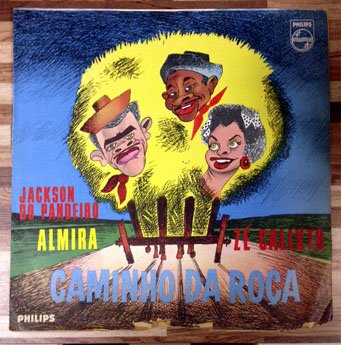 PHILIPS
JACKSON
DO PANDEIRO
ALMIRA
ZÉ CALIXTO
CAMINHO DA ROÇA
PHILIPS